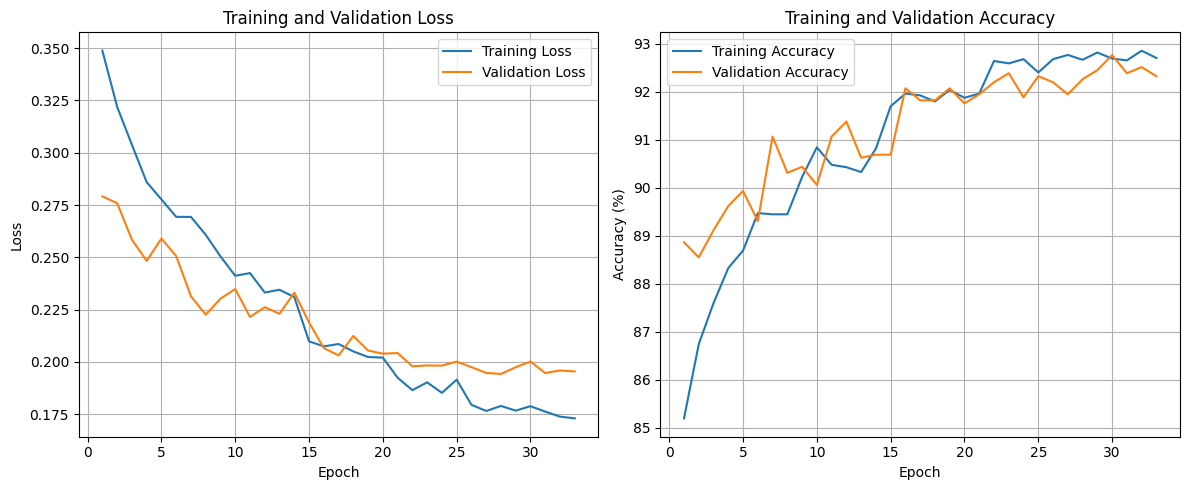 Training and Validation Loss
Training Loss
Validation Loss
0.350
0.325
0.300
0.275
0.250
0.225
0.200
0.175
Loss
0 5 10 15 20 25 30
Epoch
Training and Validation Accuracy
Training Accuracy
Validation Accuracy
93
92
91
90
89
88
87
86
85
Accuracy (%)
0 5 10 15 20 25 30
Epoch